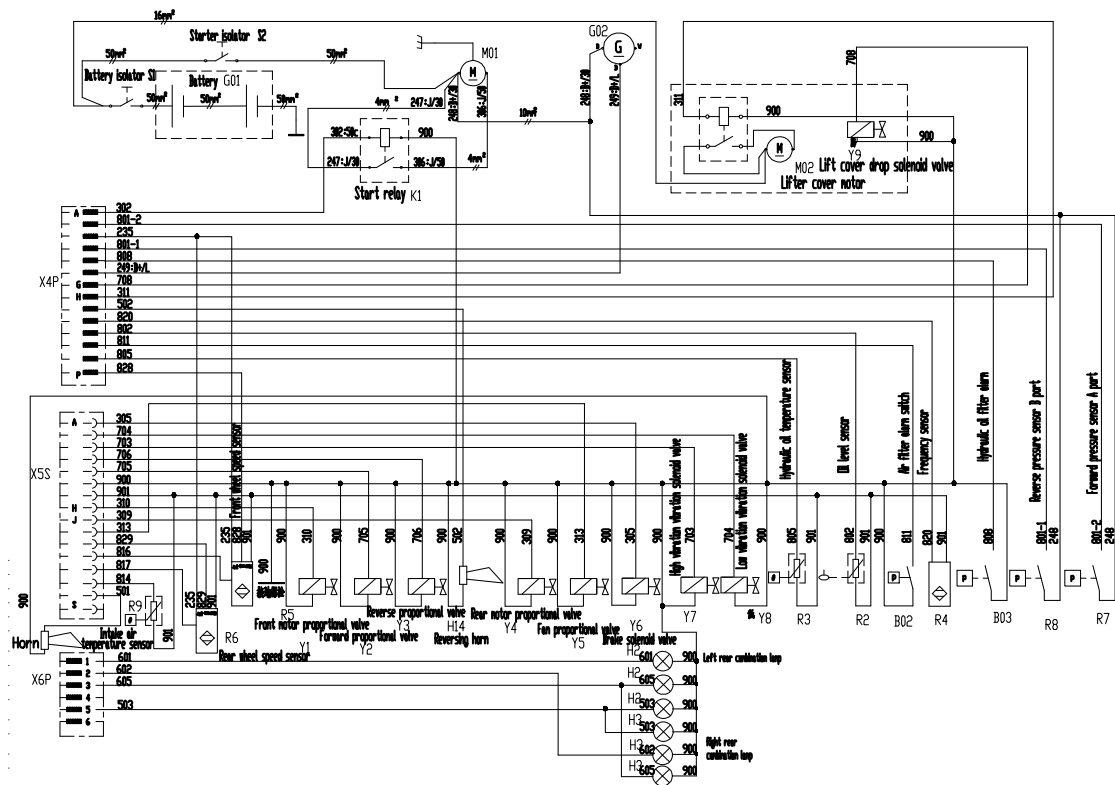 16mm²
Starter isolator S2
50mm²
50mm²
Battery isolator S1
Battery G01
50mm²
50mm²
50mm²
M01
M
4mm²
247:J/30
248:B+/30
306:J/50
302:50c
900
247:J/30
306:J/50
4mm²
Start relay K1
10mm²
G02
B
G
W
D
248:B+/30
249:D+/L
708
311
900
900
M
M02
Y9
Lift cover drop solenoid valve
Lifter cover motor
X4P
A
G
H
P
302
801-2
235
801-1
808
249:D+/L
708
311
502
820
802
811
805
828
X5S
A
H
J
S
305
704
703
706
705
900
901
310
309
313
829
816
817
814
501
900
R9
901
Intake air
temperature sensor
Horn
235
829
901
R6
Rear wheel speed sensor
Front wheel speed sensor
235
828
901
R5
900
900
310
900
705
900
706
900
502
900
309
900
313
900
305
900
703
704
900
Front motor proportional valve
Y1
Forward proportional valve
Y2
Reverse proportional valve
Y3
H14
Reversing horn
Rear motor proportional valve
Y4
Fan proportional valve
Y5
Y6
Brake solenoid valve
High vibration solenoid valve
Y7
Low vibration solenoid valve
Y8
Hydraulic oil temperature sensor
805
901
R3
Oil level sensor
802
901
R2
Air filter alarm switch
900
811
P
B02
Frequency sensor
820
901
R4
Hydraulic oil filter alarm
808
P
B03
Reverse pressure sensor B port
801-1
248
P
R8
Forward pressure sensor A port
801-2
248
P
R7
X6P
1
2
3
4
5
6
601
602
605
503
H2
601
900
Left rear combination lamp
H2
605
900
H2
503
900
H3
503
900
H3
602
900
Right rear
combination lamp
H3
605
900